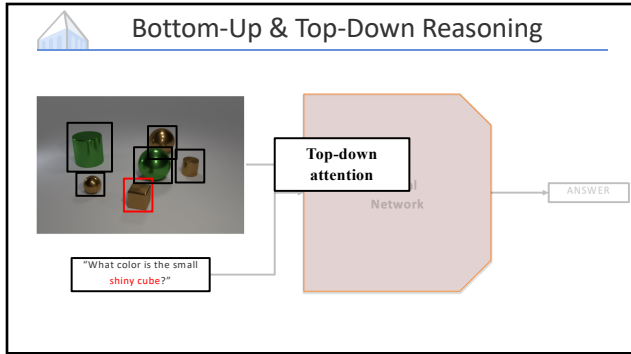 Bottom-Up & Top-Down Reasoning
Top-down
attention
Network
ANSWER
"What color is the small
shiny cube?"